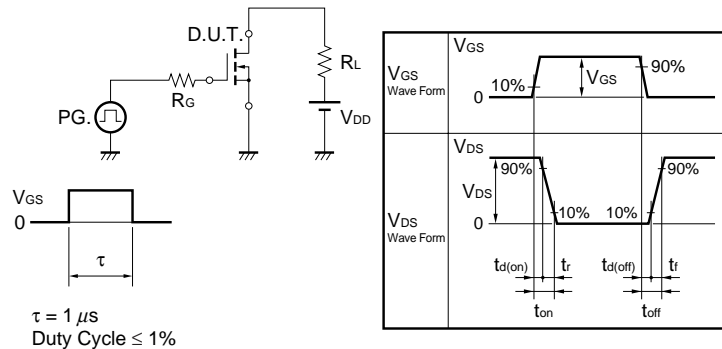 D.U.T.
PG.
RG
RL
VDD
VGS
0
τ
τ = 1 μs
Duty Cycle ≤ 1%
VGS
Wave Form
VGS
10%
0
VGS
90%
VDS
Wave Form
VDS
90%
VDS
0
10%
10%
90%
td(on)
tr
td(off)
tf
ton
toff